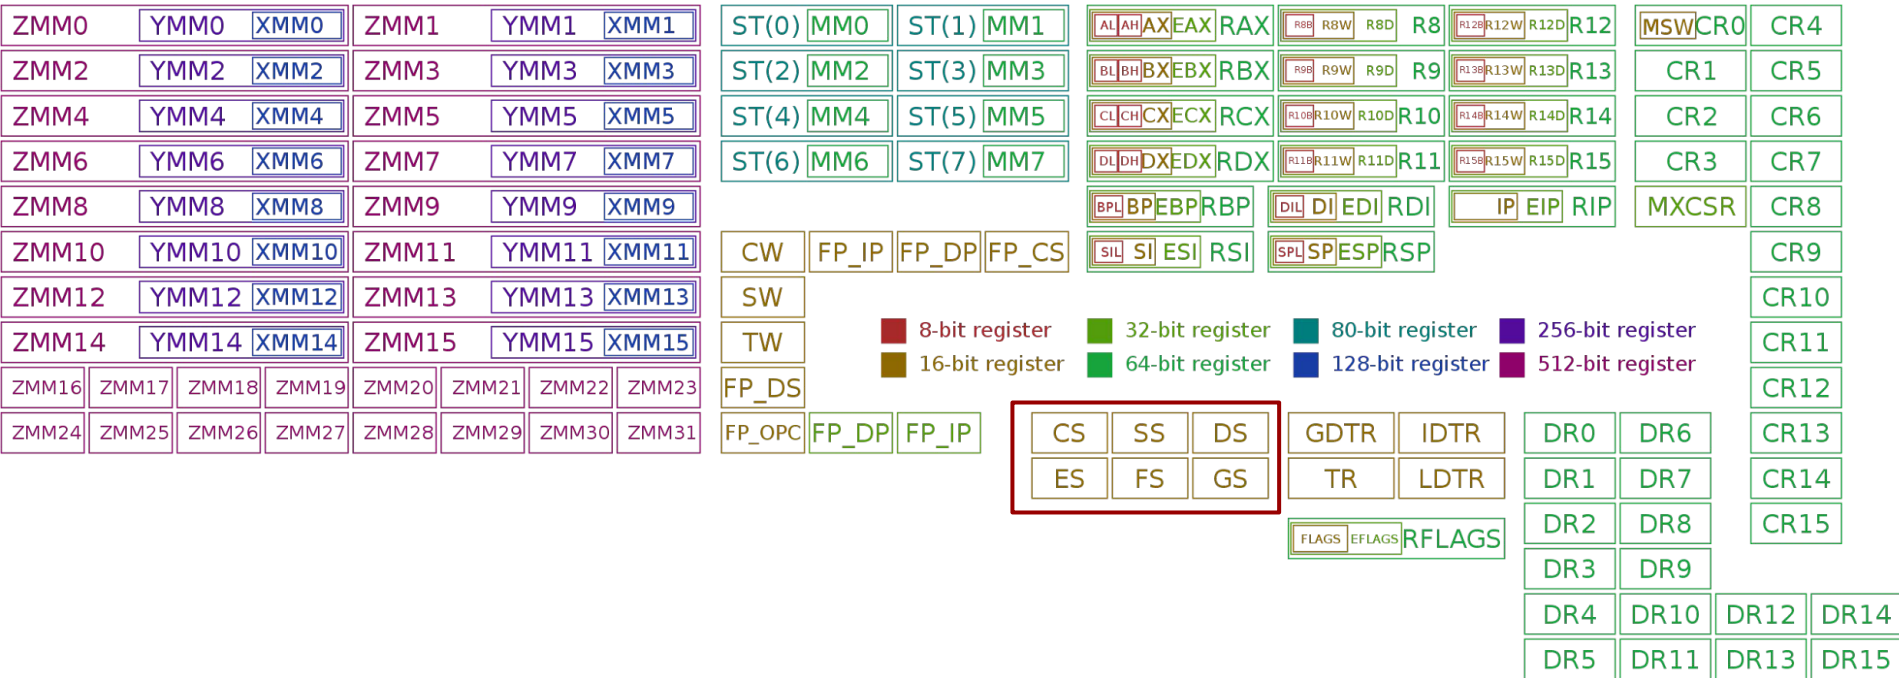 ZMM0 YMM0 XMM0 ZMM1 YMM1 XMM1 ST(0) MM0 ST(1) MM1 AL AH AX EAX RAX R8B R8W R8D R8 R12B R12W R12D R12 MSW CR0 CR4
ZMM2 YMM2 XMM2 ZMM3 YMM3 XMM3 ST(2) MM2 ST(3) MM3 BL BH BX EBX RBX R9B R9W R9D R9 R13B R13W R13D R13 CR1 CR5
ZMM4 YMM4 XMM4 ZMM5 YMM5 XMM5 ST(4) MM4 ST(5) MM5 CL CH CX ECX RCX R10B R10W R10D R10 R14B R14W R14D R14 CR2 CR6
ZMM6 YMM6 XMM6 ZMM7 YMM7 XMM7 ST(6) MM6 ST(7) MM7 DL DH DX EDX RDX R11B R11W R11D R11 R15B R15W R15D R15 CR3 CR7
ZMM8 YMM8 XMM8 ZMM9 YMM9 XMM9 BPL BP EBP RBP DIL DI EDI RDI IP EIP RIP MXCSR CR8
ZMM10 YMM10 XMM10 ZMM11 YMM11 XMM11 CW FP_IP FP_DP FP_CS SIL SI ESI RSI SPL SP ESP RSP CR9
ZMM12 YMM12 XMM12 ZMM13 YMM13 XMM13 SW CR10
8-bit register 32-bit register 80-bit register 256-bit register
ZMM14 YMM14 XMM14 ZMM15 YMM15 XMM15 TW CR11
16-bit register 64-bit register 128-bit register 512-bit register
ZMM16 ZMM17 ZMM18 ZMM19 ZMM20 ZMM21 ZMM22 ZMM23 FP_DS CR12
ZMM24 ZMM25 ZMM26 ZMM27 ZMM28 ZMM29 ZMM30 ZMM31 FP_OPC FP_DP FP_IP CS SS DS GDTR IDTR DR0 DR6 CR13
ES FS GS TR LDTR DR1 DR7 CR14
DR2 DR8 CR15
FLAGS EFLAGS RFLAGS
DR3 DR9
DR4 DR10 DR12 DR14
DR5 DR11 DR13 DR15